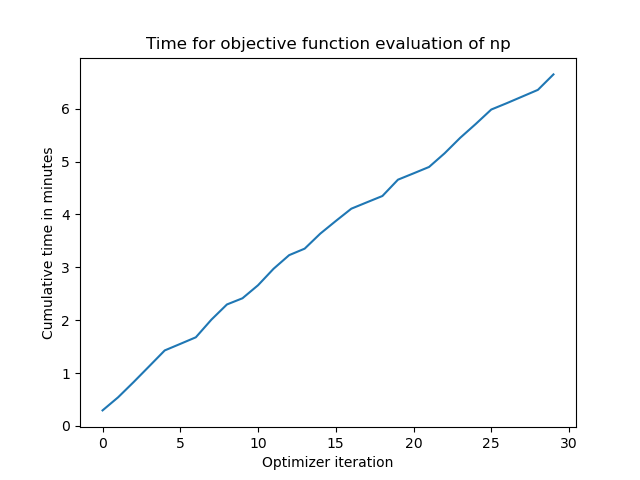 Time for objective function evaluation of np
6
5
4
3
2
1
0
Cumulative time in minutes
0 5 10 15 20 25 30
Optimizer iteration